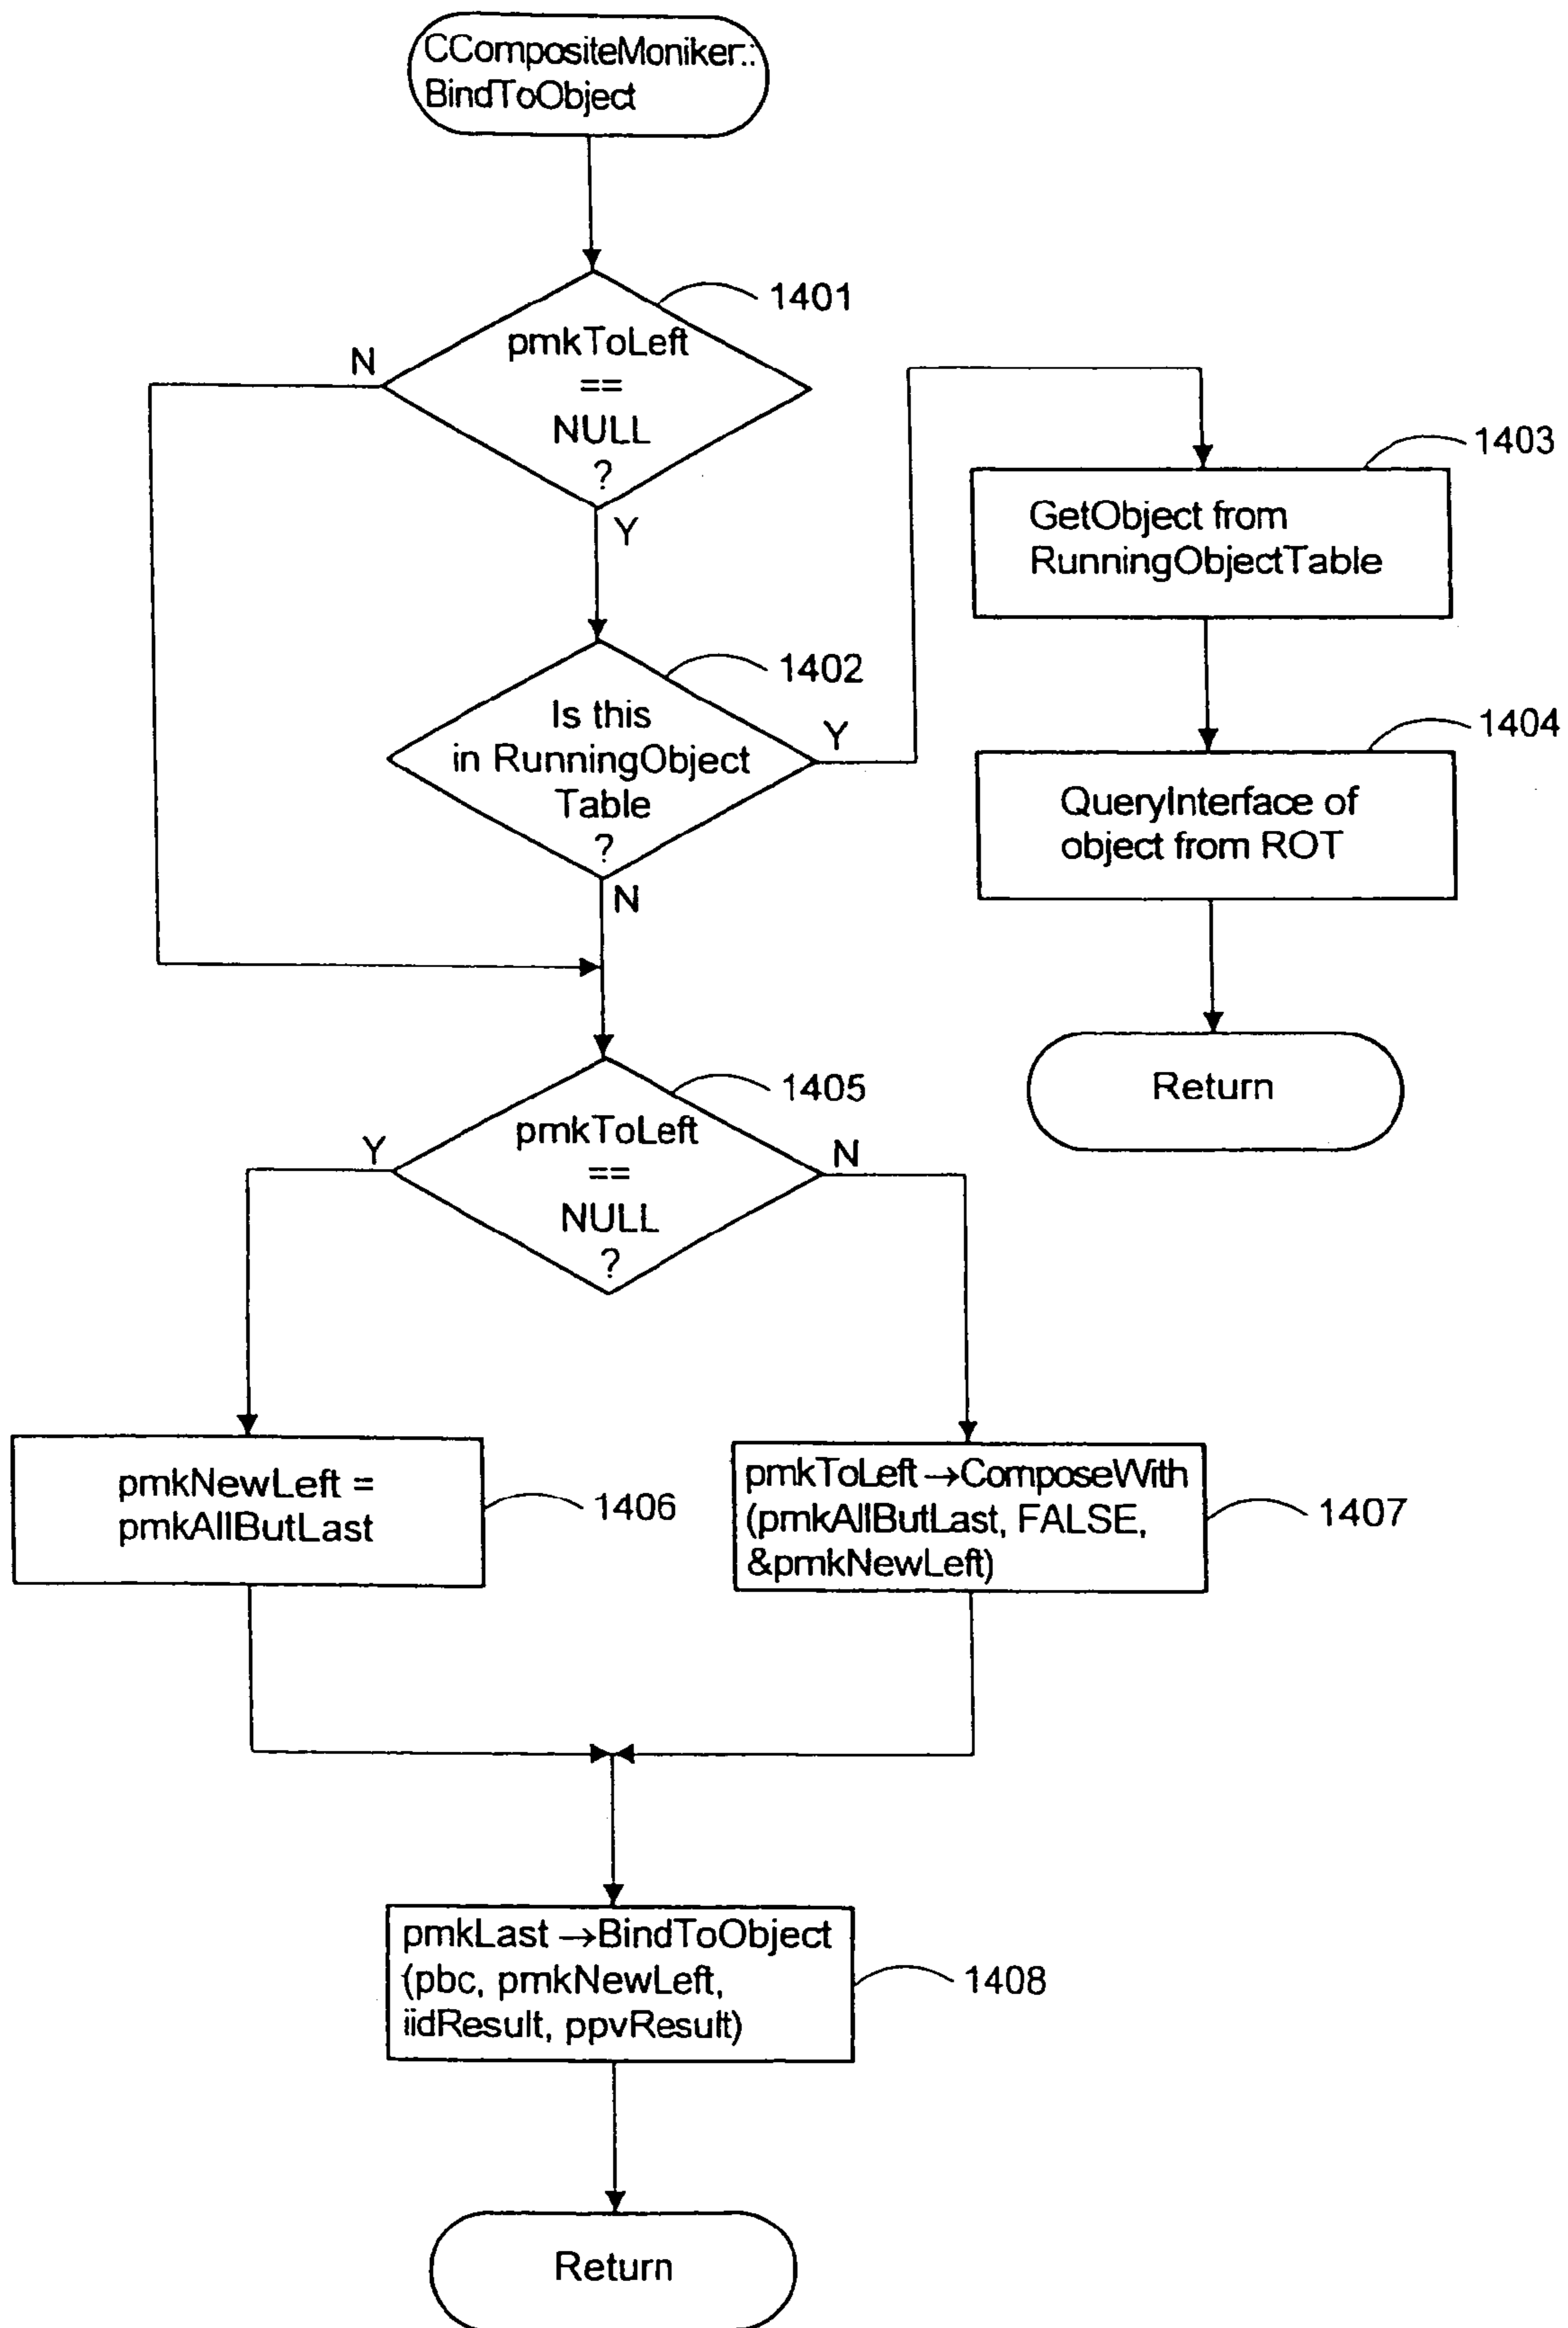 CCompositeMoniker::
BindToObject
1401
pmkToLeft
==
NULL
?
N
Y
1402
Is this
in RunningObject
Table
?
Y
N
1403
GetObject from
RunningObjectTable
1404
QueryInterface of
object from ROT
Return
1405
pmkToLeft
==
NULL
?
Y
N
pmkNewLeft =
pmkAllButLast
1406
pmkToLeft→ComposeWith
(pmkAllButLast, FALSE,
&pmkNewLeft)
1407
pmkLast→BindToObject
(pbc, pmkNewLeft,
iidResult, ppvResult)
1408
Return